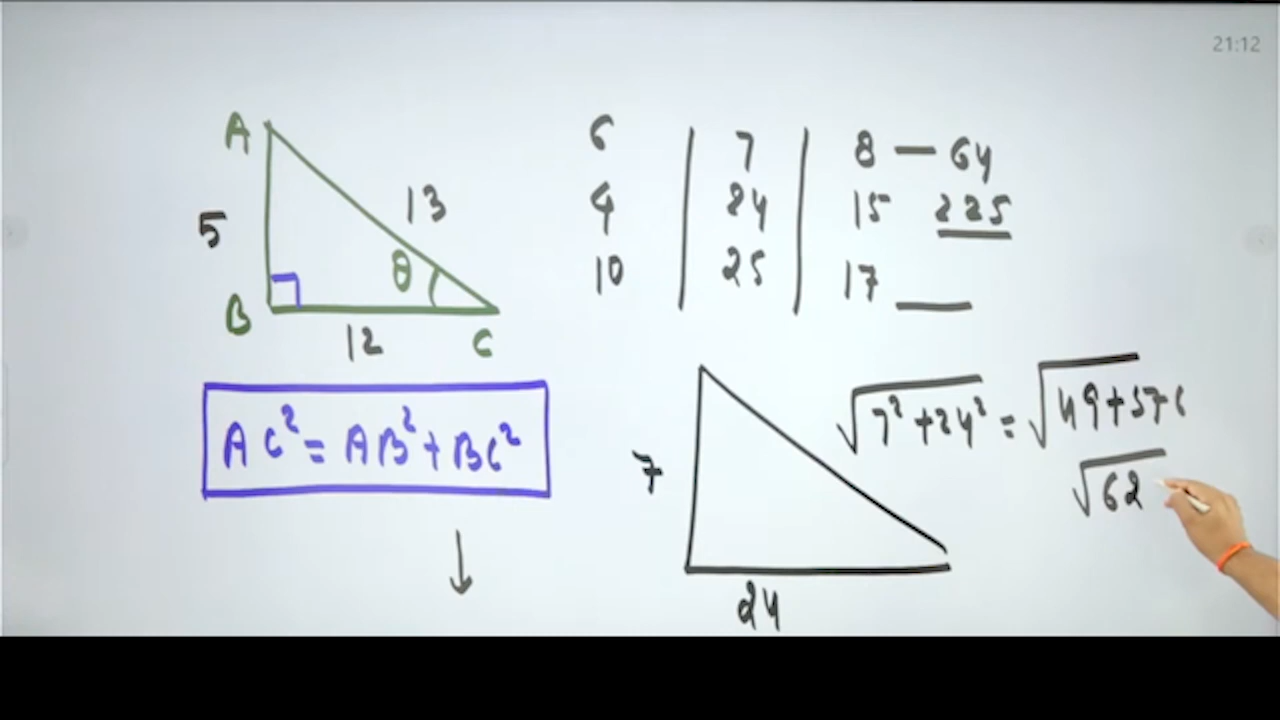 21:12
A
5
13
θ
B
12
C
AC² = AB² + BC²
6 | 7 | 8 — 64
24 | 15 225
10 | 25 | 17
7
24
√7² + 24² = √49 + 576
√62